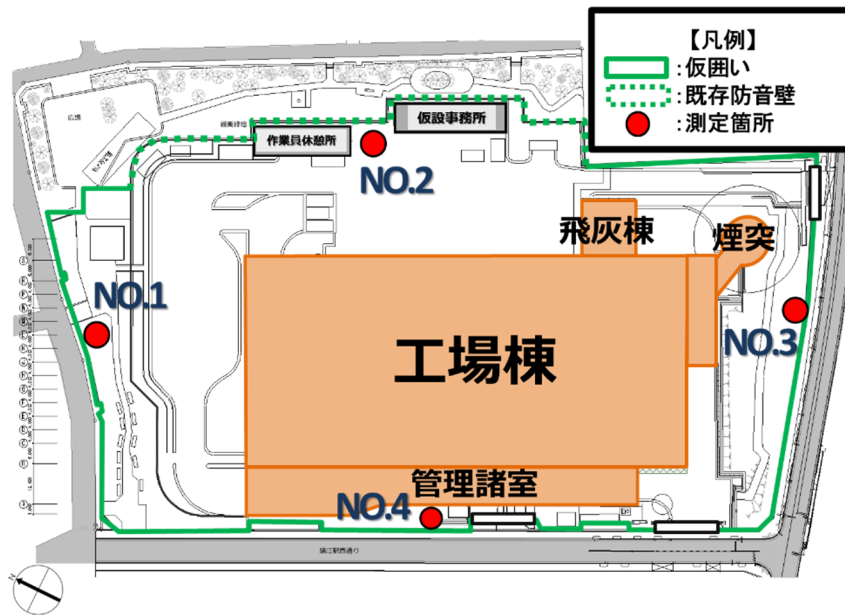 【凡例】
：仮囲い
：既存防音壁
：測定箇所
広場
仮設事務所
作業員休憩所
NO.2
飛灰棟
煙突
NO.1
NO.3
工場棟
管理諸室
NO.4
N